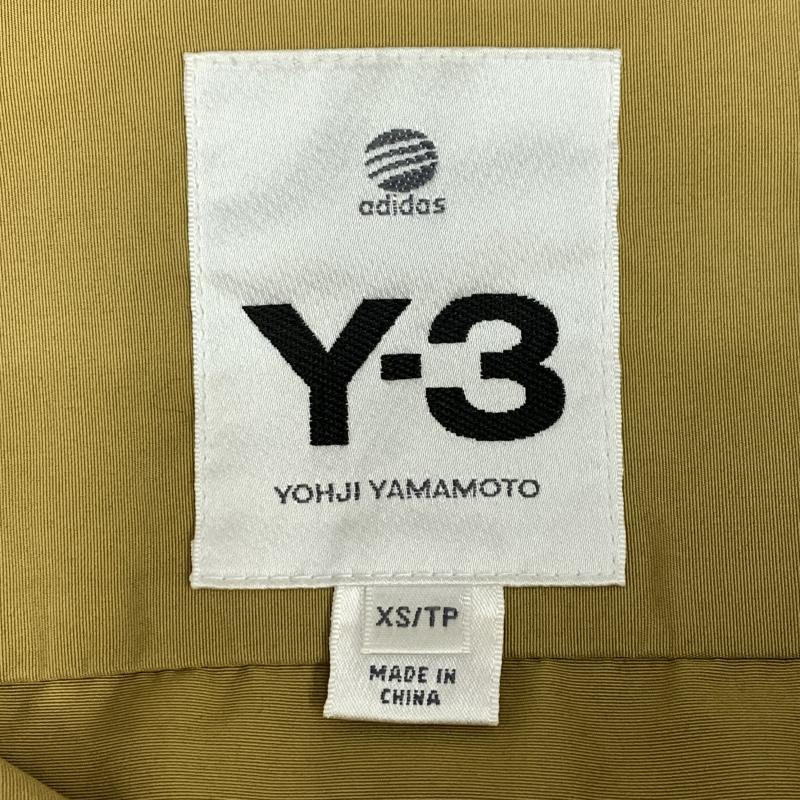 adidas
Y-3
YOHJI YAMAMOTO
XS/TP
MADE IN
CHINA